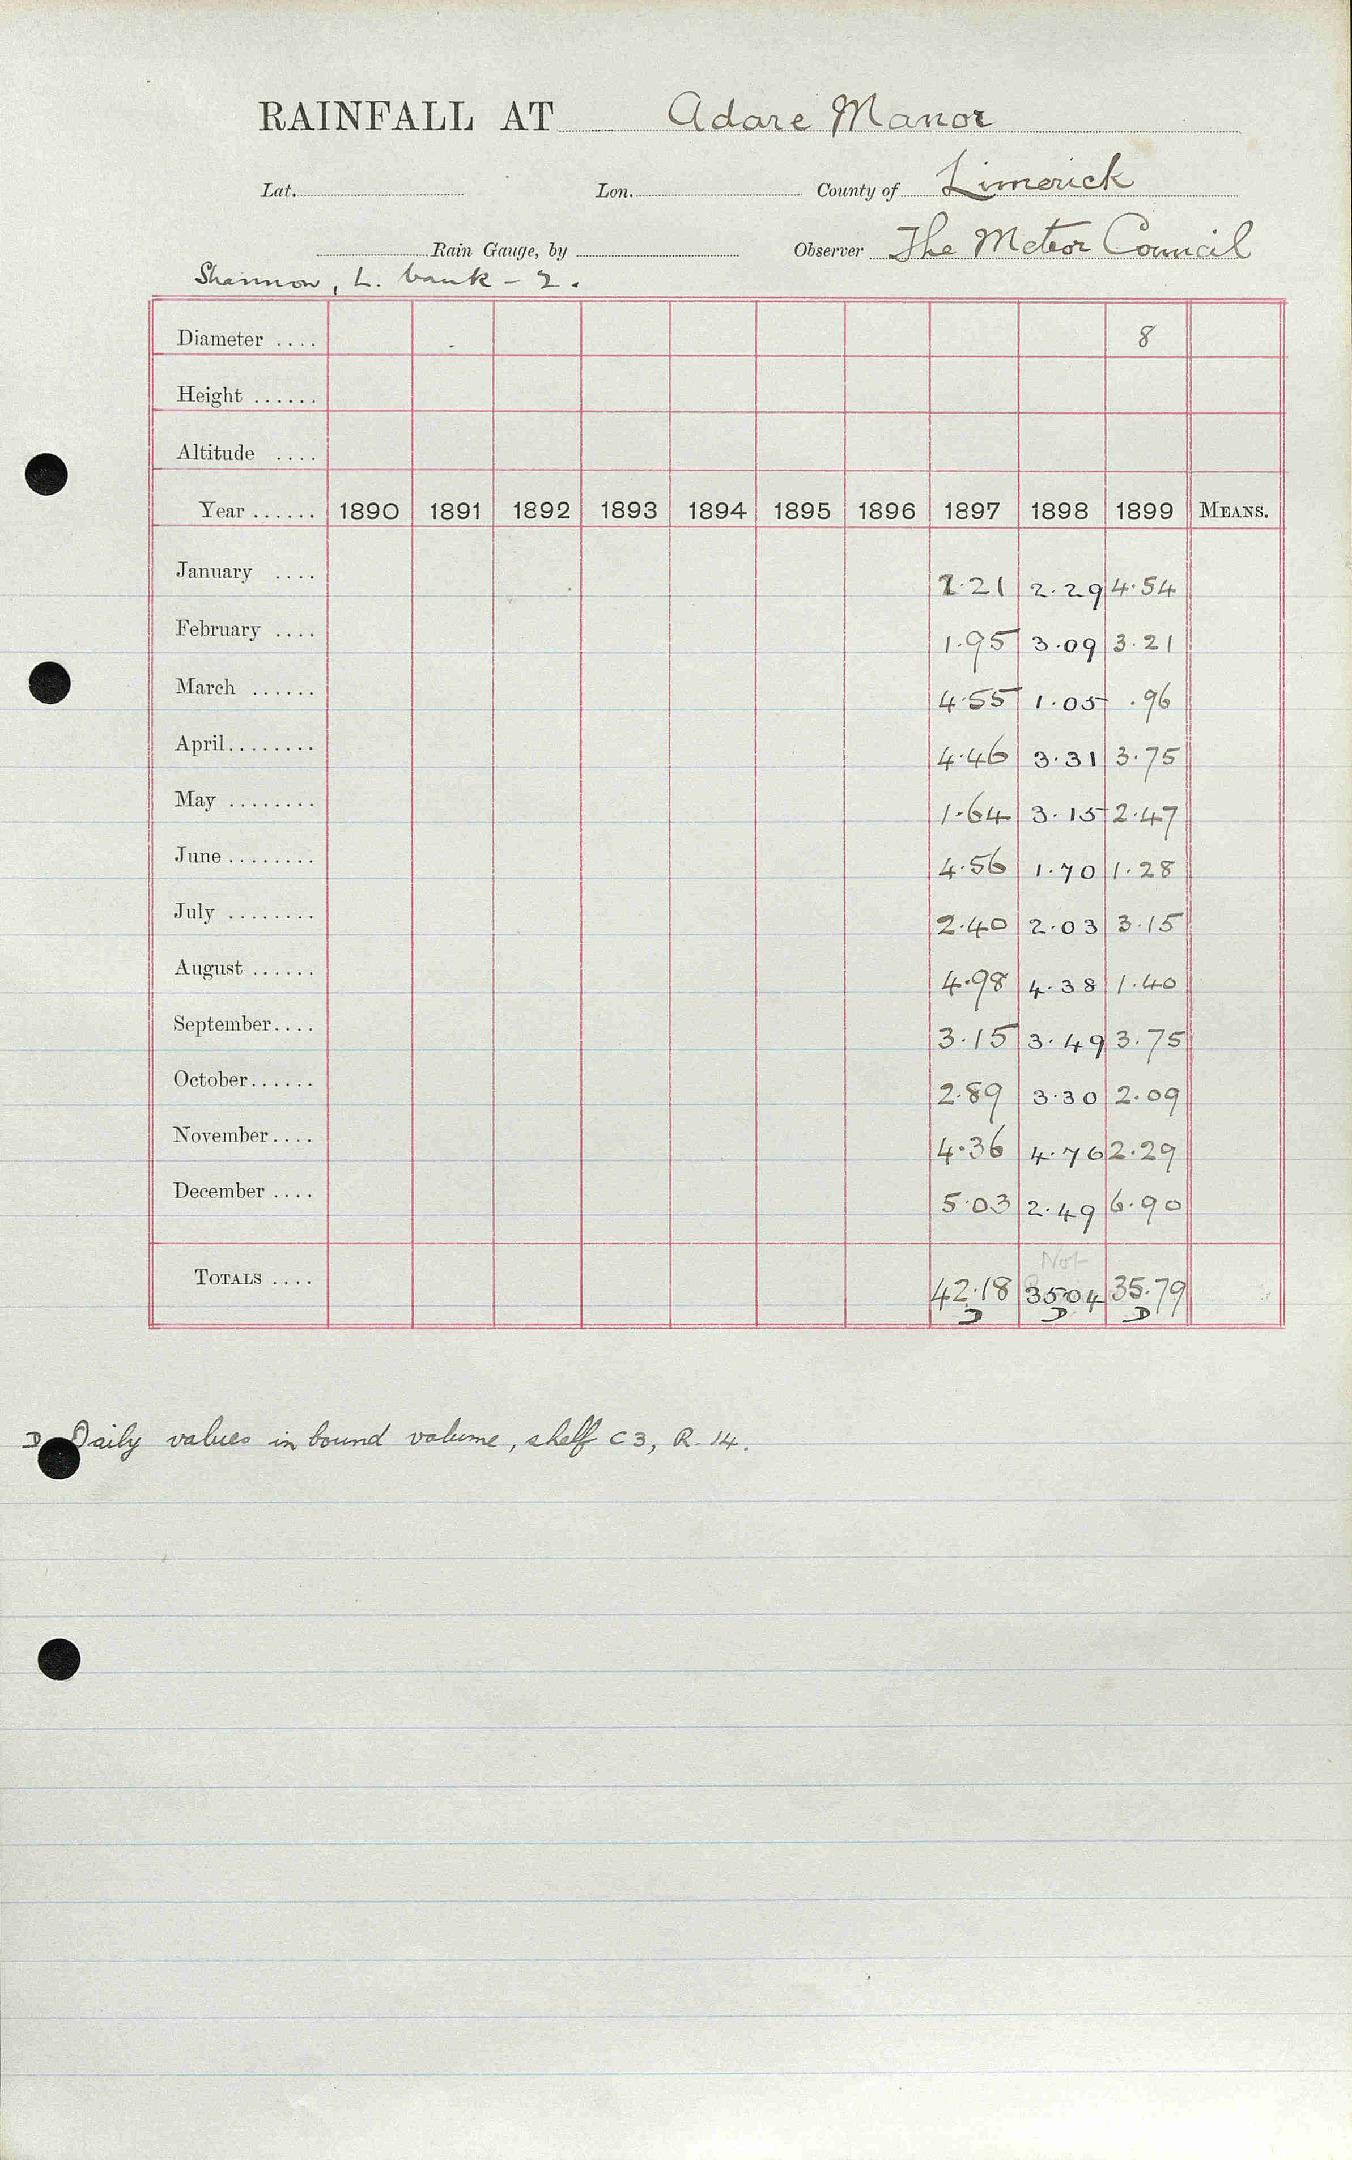 RAINFALL AT Adare Manor
Lat. Lon. County of Limerick
Rain Gauge, by Observer The Meteor Council
Shannon, L. bank - 2.
Diameter .... 8
Height ......
Altitude ....
Year ...... 1890 1891 1892 1893 1894 1895 1896 1897 1898 1899 MEANS.
January .... 2.21 2.29 4.54
February .... 1.95 3.09 3.21
March ...... 4.55 1.05 .96
April........ 4.46 3.31 3.75
May ........ 1.64 3.15 2.47
June ........ 4.56 1.70 1.28
July ........ 2.40 2.03 3.15
August ...... 4.98 4.38 1.40
September.... 3.15 3.49 3.75
October...... 2.89 3.30 2.09
November.... 4.36 4.76 2.29
December .... 5.03 2.49 6.90
Not
TOTALS .... 42.18 35.04 35.79
D D D
D Daily values in bound volume, shelf C3, R. 14.